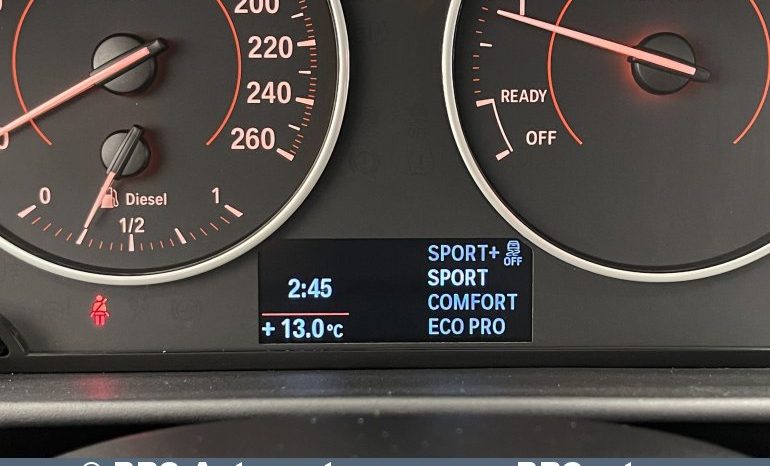 200
220
240
260
READY
OFF
0
Diesel
1
1/2
SPORT+
OFF
2:45
SPORT
COMFORT
+ 13.0°C
ECO PRO